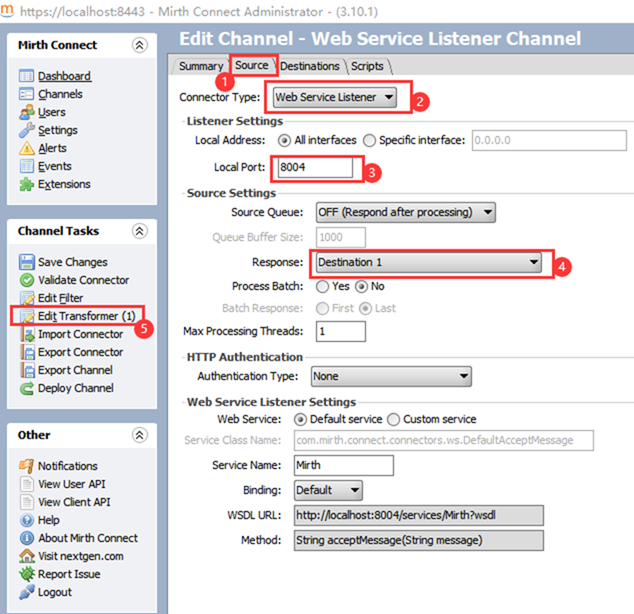 https://localhost:8443 - Mirth Connect Administrator - (3.10.1)
Mirth Connect
Dashboard
Channels
Users
Settings
Alerts
Events
Extensions
Channel Tasks
Save Changes
Validate Connector
Edit Filter
Edit Transformer (1)
5
Import Connector
Export Connector
Export Channel
Deploy Channel
Other
Notifications
View User API
View Client API
Help
About Mirth Connect
Visit nextgen.com
Report Issue
Logout
Edit Channel - Web Service Listener Channel
Summary Source Destinations Scripts
1
Connector Type: Web Service Listener 2
Listener Settings
Local Address: All interfaces Specific interface: 0.0.0.0
Local Port: 8004 3
Source Settings
Source Queue: OFF (Respond after processing)
Queue Buffer Size: 1000
Response: Destination 1 4
Process Batch: Yes No
Batch Response: First Last
Max Processing Threads: 1
HTTP Authentication
Authentication Type: None
Web Service Listener Settings
Web Service: Default service Custom service
Service Class Name: com.mirth.connect.connectors.ws.DefaultAcceptMessage
Service Name: Mirth
Binding: Default
WSDL URL: http://localhost:8004/services/Mirth?wsdl
Method: String acceptMessage(String message)